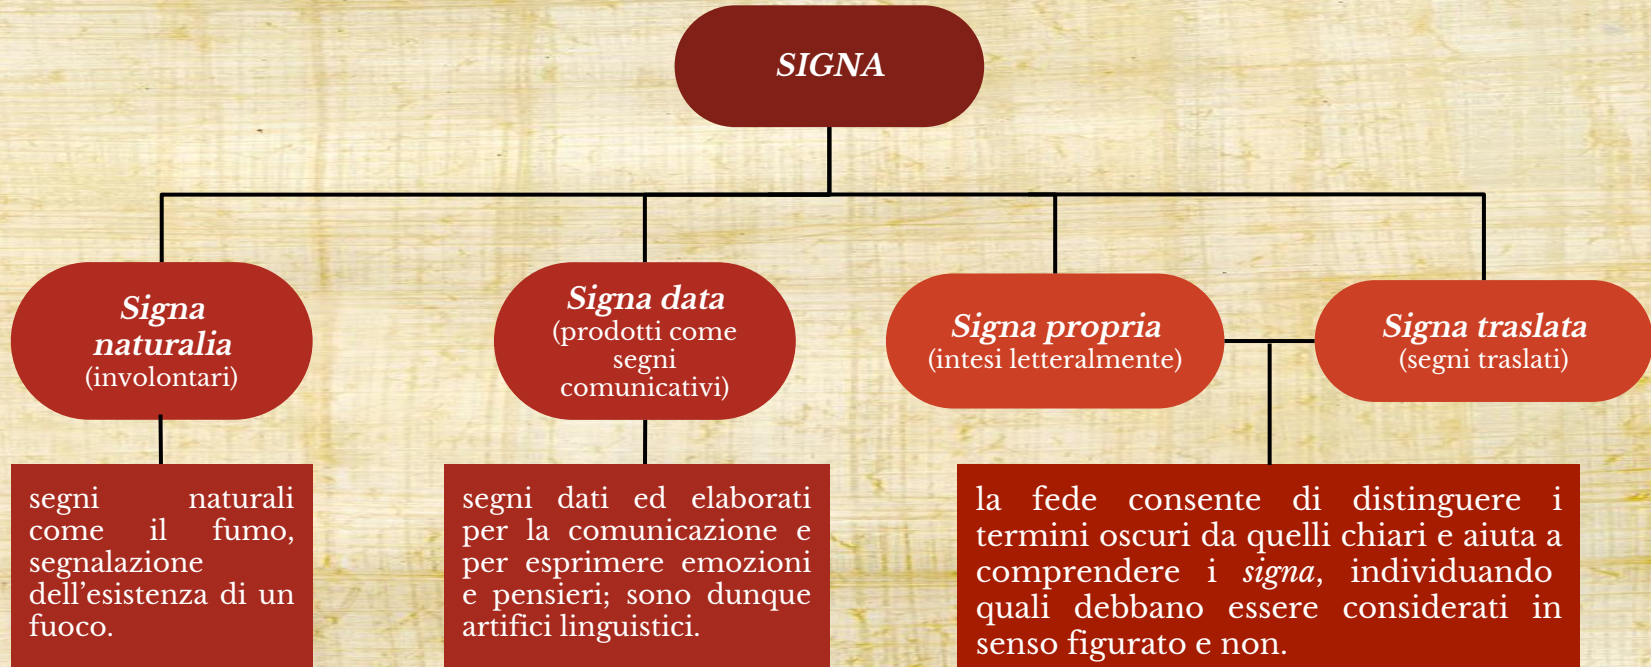 SIGNA
Signa
naturalia
(involontari)
Signa data
(prodotti come
segni
comunicativi)
Signa propria
(intesi letteralmente)
Signa traslata
(segni traslati)
segni naturali
come il fumo,
segnalazione
dell’esistenza di un
fuoco.
segni dati ed elaborati
per la comunicazione e
per esprimere emozioni
e pensieri; sono dunque
artifici linguistici.
la fede consente di distinguere i
termini oscuri da quelli chiari e aiuta a
comprendere i signa, individuando
quali debbano essere considerati in
senso figurato e non.